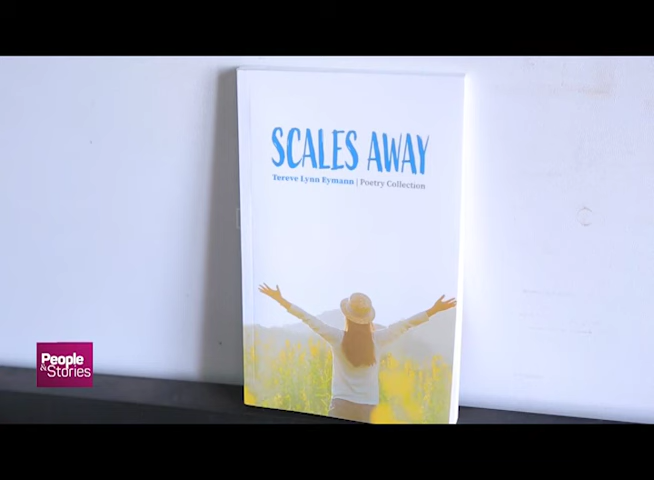 SCALES AWAY
Tereve Lynn Eymann | Poetry Collection
People
& Stories